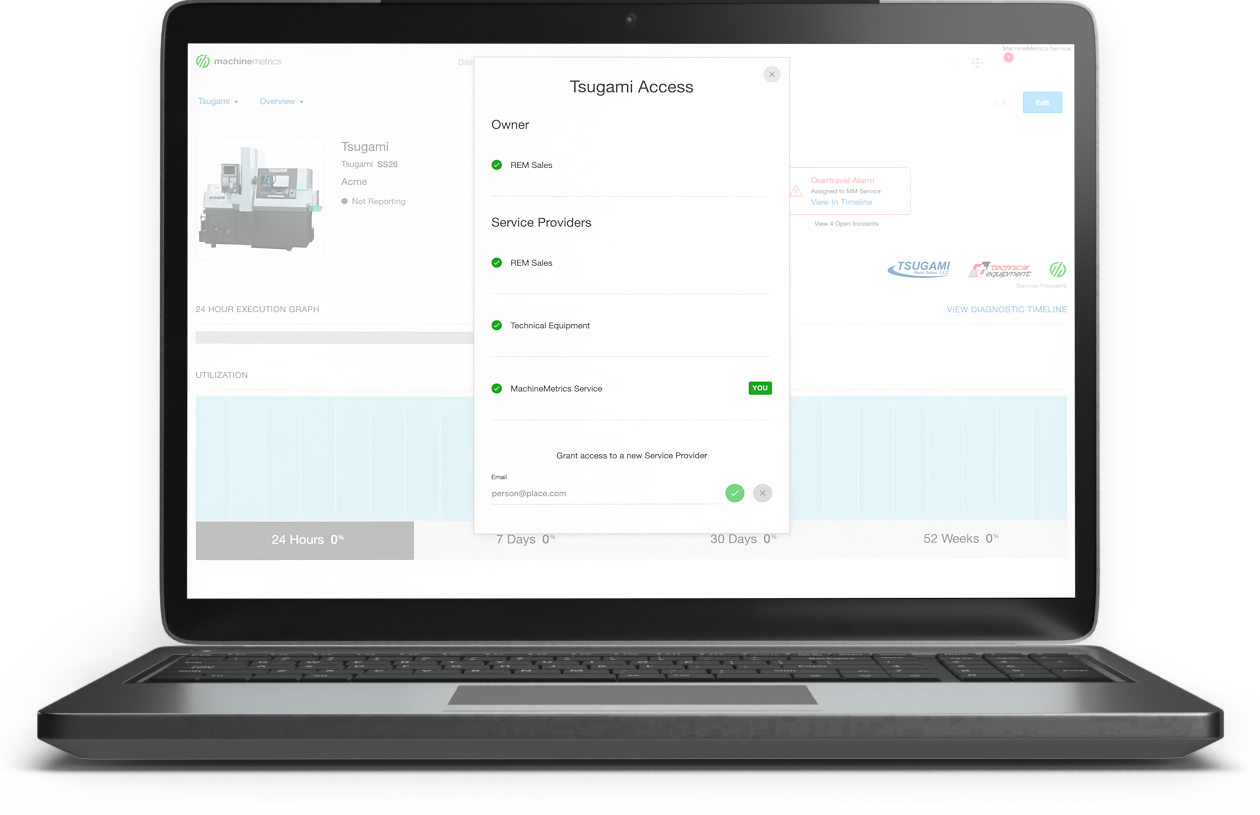 MachineMetrics Service
machinemetrics
Tsugami
Overview
Edit
Tsugami Access
Owner
REM Sales
Service Providers
REM Sales
Technical Equipment
MachineMetrics Service
YOU
Grant access to a new Service Provider
Email
person@place.com
Tsugami
Tsugami SS26
Acme
Not Reporting
Overtravel Alarm
Assigned to MM Service
View In Timeline
View 4 Open Incidents
TSUGAMI
Rem Sales, LLC
technical
equipment
Service Providers
24 HOUR EXECUTION GRAPH
VIEW DIAGNOSTIC TIMELINE
UTILIZATION
24 Hours 0%
7 Days 0%
30 Days 0%
52 Weeks 0%